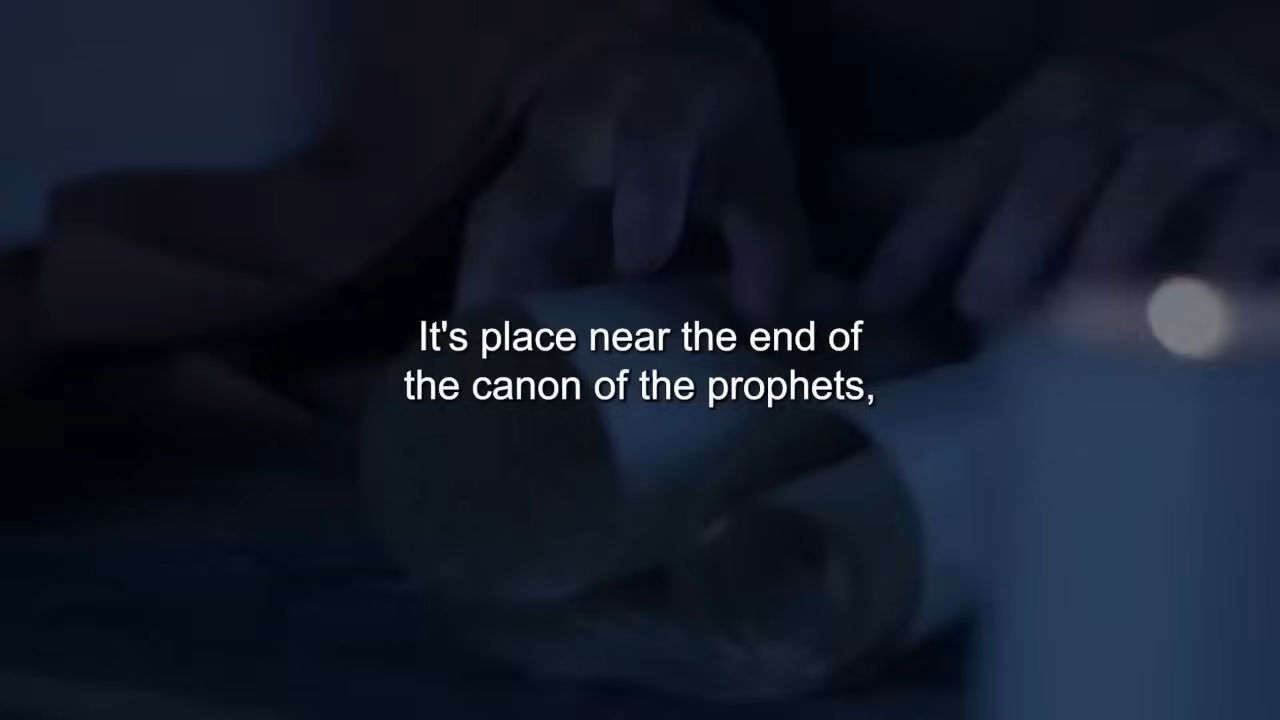 It's place near the end of
the canon of the prophets,